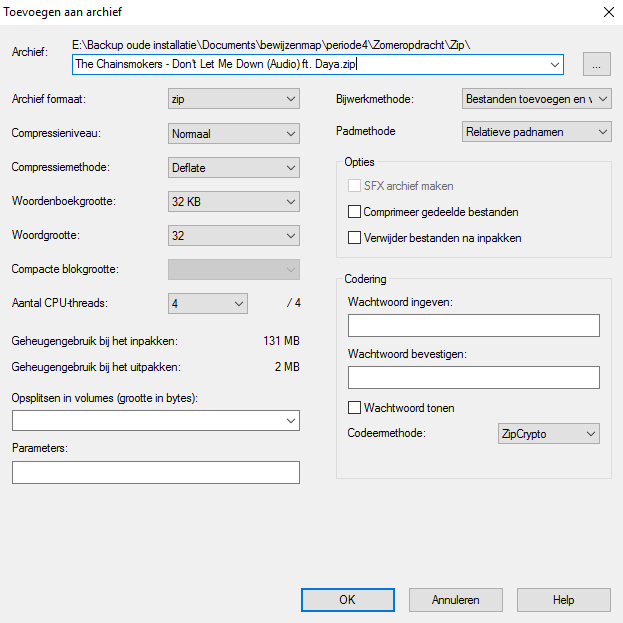 Toevoegen aan archief
Archief:
E:\Backup oude installatie\Documents\bewijzenmap\periode4\Zomeropdracht\Zip\
The Chainsmokers - Don't Let Me Down (Audio) ft. Daya.zip
...
Archief formaat:
zip
Compressieniveau:
Normaal
Compressiemethode:
Deflate
Woordenboekgrootte:
32 KB
Woordgrootte:
32
Compacte blokgrootte:
Aantal CPU-threads:
4
/ 4
Geheugengebruik bij het inpakken:
131 MB
Geheugengebruik bij het uitpakken:
2 MB
Opsplitsen in volumes (grootte in bytes):
Parameters:
Bijwerkmethode:
Bestanden toevoegen en v
Padmethode
Relatieve padnamen
Opties
SFX archief maken
Comprimeer gedeelde bestanden
Verwijder bestanden na inpakken
Codering
Wachtwoord ingeven:
Wachtwoord bevestigen:
Wachtwoord tonen
Codeermethode:
ZipCrypto
OK
Annuleren
Help